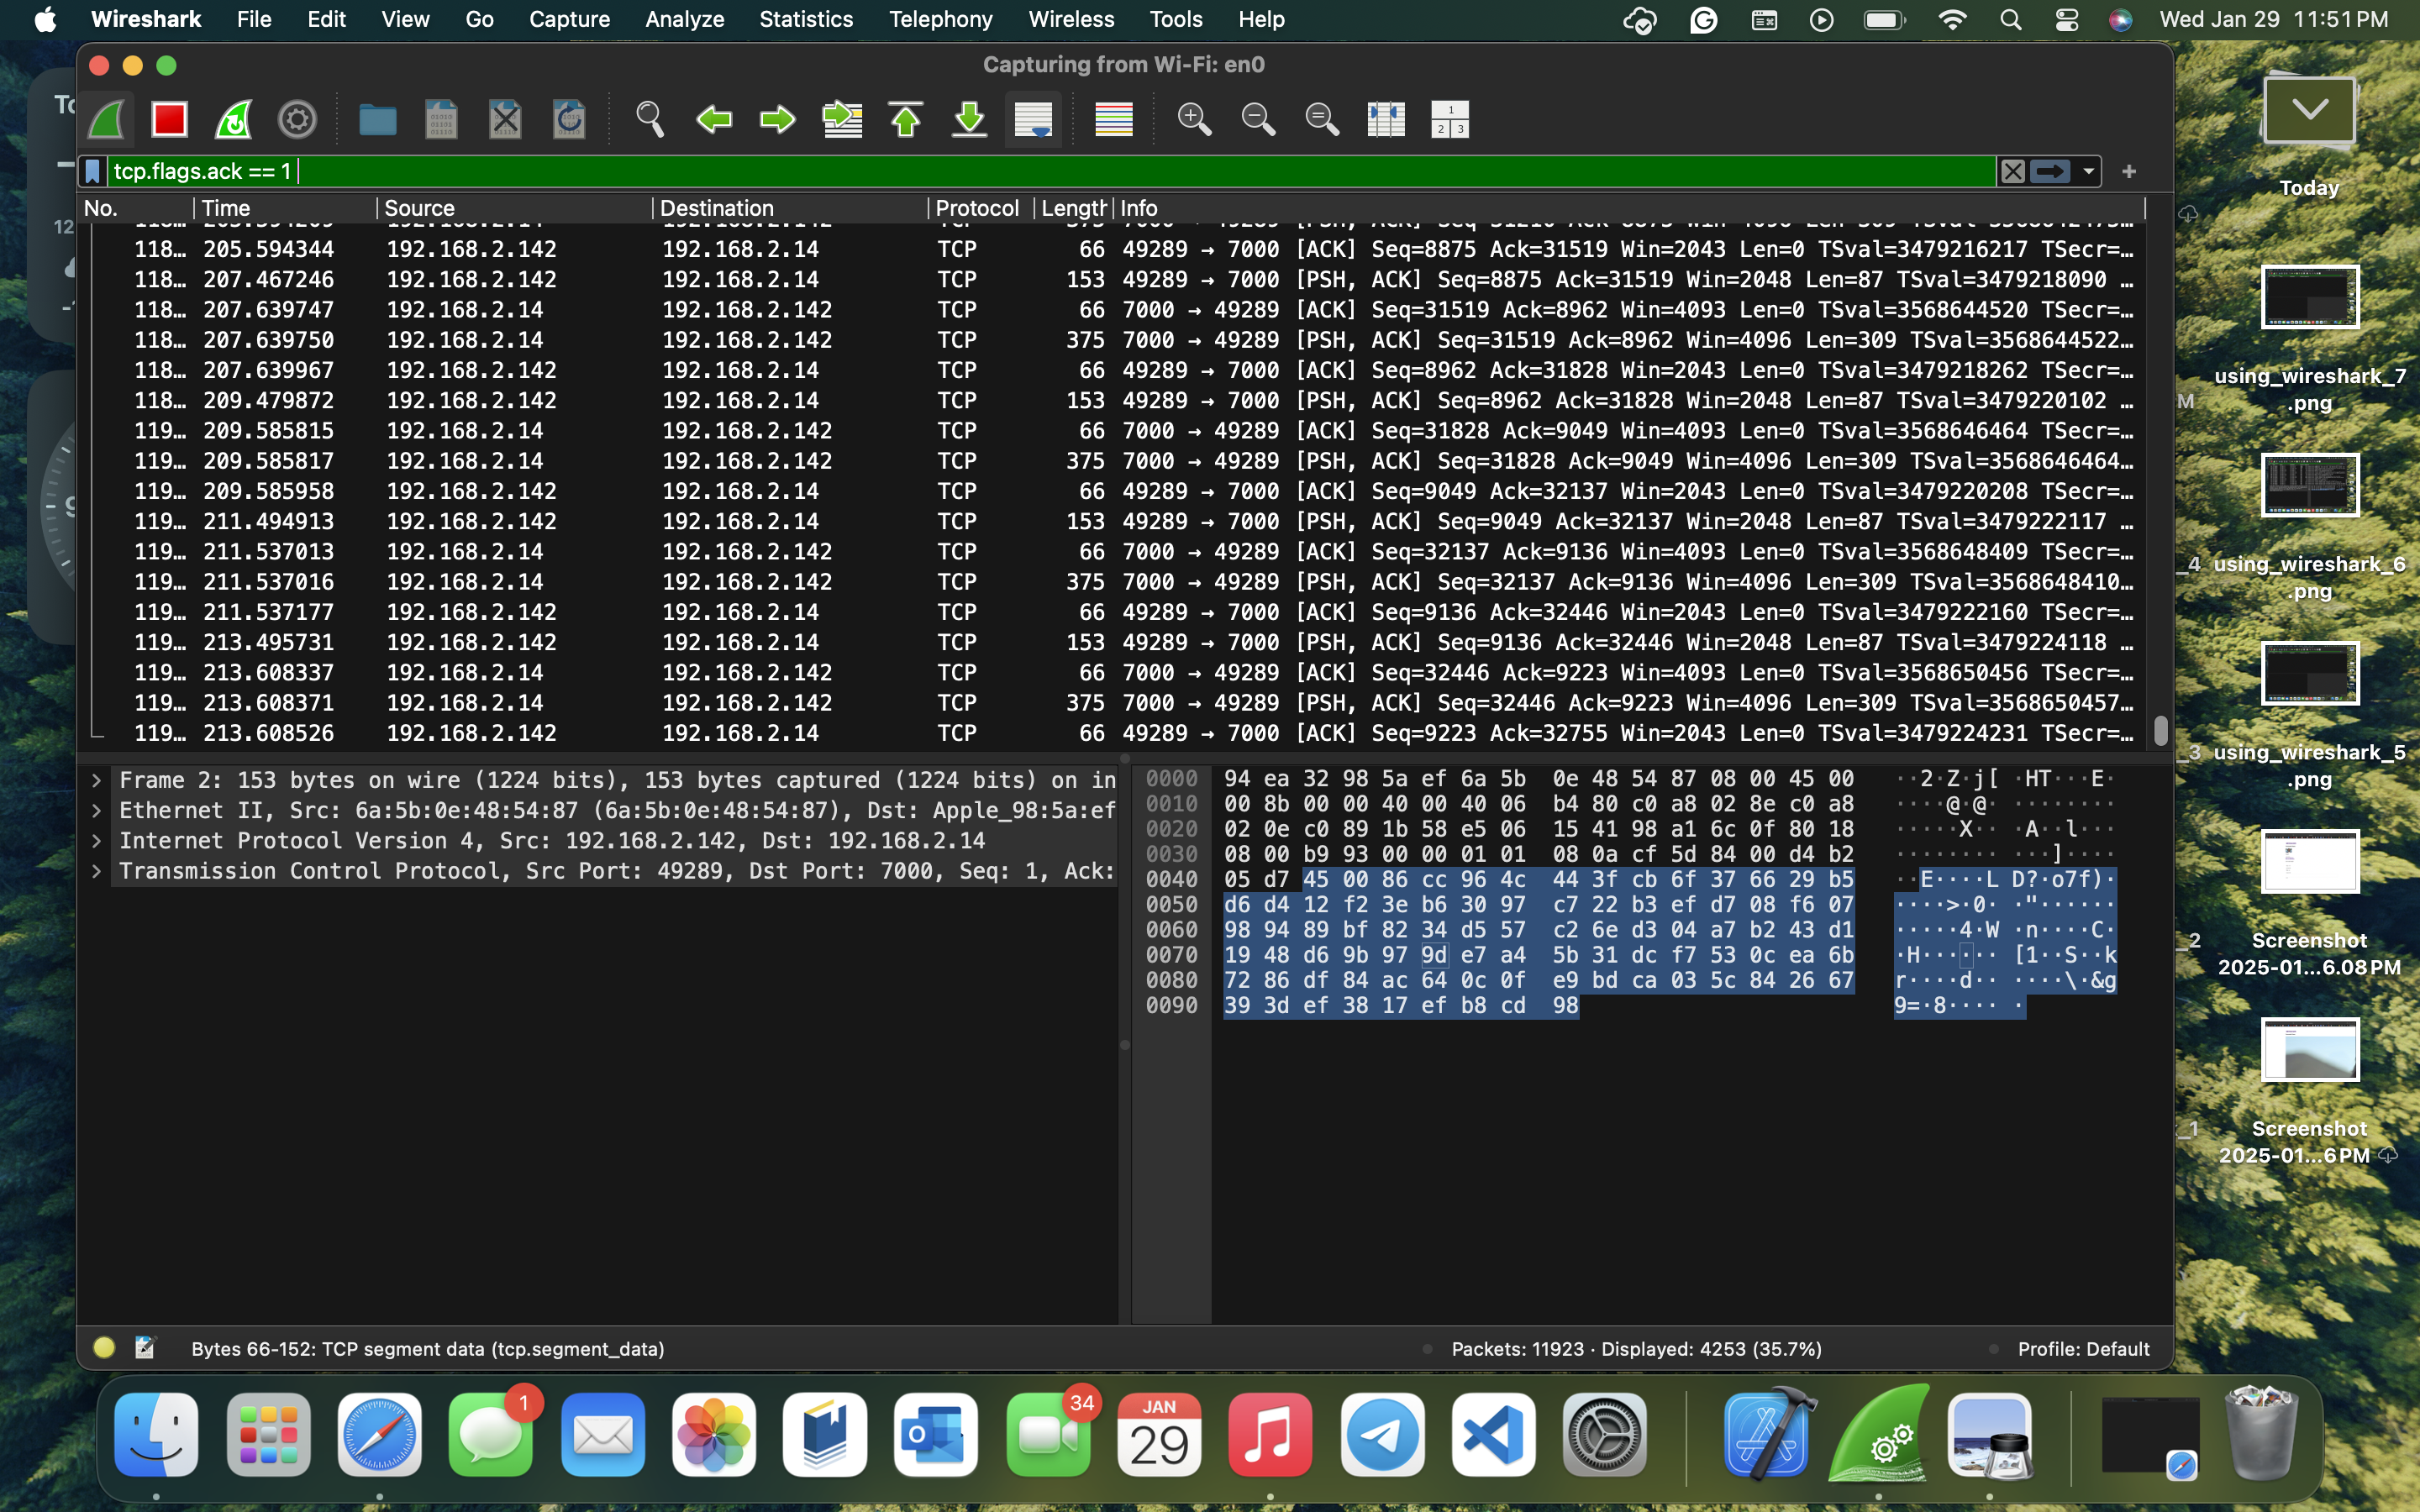 Wireshark File Edit View Go Capture Analyze Statistics Telephony Wireless Tools Help Wed Jan 29 11:51 PM
Capturing from Wi-Fi: en0
tcp.flags.ack == 1
No. Time Source Destination Protocol Length Info
118… 205.594344 192.168.2.142 192.168.2.14 TCP 66 49289 → 7000 [ACK] Seq=8875 Ack=31519 Win=2043 Len=0 TSval=3479216217 TSecr=…
118… 207.467246 192.168.2.142 192.168.2.14 TCP 153 49289 → 7000 [PSH, ACK] Seq=8875 Ack=31519 Win=2048 Len=87 TSval=3479218090 …
118… 207.639747 192.168.2.14 192.168.2.142 TCP 66 7000 → 49289 [ACK] Seq=31519 Ack=8962 Win=4093 Len=0 TSval=3568644520 TSecr=…
118… 207.639750 192.168.2.14 192.168.2.142 TCP 375 7000 → 49289 [PSH, ACK] Seq=31519 Ack=8962 Win=4096 Len=309 TSval=3568644522…
118… 207.639967 192.168.2.142 192.168.2.14 TCP 66 49289 → 7000 [ACK] Seq=8962 Ack=31828 Win=2043 Len=0 TSval=3479218262 TSecr=…
118… 209.479872 192.168.2.142 192.168.2.14 TCP 153 49289 → 7000 [PSH, ACK] Seq=8962 Ack=31828 Win=2048 Len=87 TSval=3479220102 …
119… 209.585815 192.168.2.14 192.168.2.142 TCP 66 7000 → 49289 [ACK] Seq=31828 Ack=9049 Win=4093 Len=0 TSval=3568646464 TSecr=…
119… 209.585817 192.168.2.14 192.168.2.142 TCP 375 7000 → 49289 [PSH, ACK] Seq=31828 Ack=9049 Win=4096 Len=309 TSval=3568646464…
119… 209.585958 192.168.2.142 192.168.2.14 TCP 66 49289 → 7000 [ACK] Seq=9049 Ack=32137 Win=2043 Len=0 TSval=3479220208 TSecr=…
119… 211.494913 192.168.2.142 192.168.2.14 TCP 153 49289 → 7000 [PSH, ACK] Seq=9049 Ack=32137 Win=2048 Len=87 TSval=3479222117 …
119… 211.537013 192.168.2.14 192.168.2.142 TCP 66 7000 → 49289 [ACK] Seq=32137 Ack=9136 Win=4093 Len=0 TSval=3568648409 TSecr=…
119… 211.537016 192.168.2.14 192.168.2.142 TCP 375 7000 → 49289 [PSH, ACK] Seq=32137 Ack=9136 Win=4096 Len=309 TSval=3568648410…
119… 211.537177 192.168.2.142 192.168.2.14 TCP 66 49289 → 7000 [ACK] Seq=9136 Ack=32446 Win=2043 Len=0 TSval=3479222160 TSecr=…
119… 213.495731 192.168.2.142 192.168.2.14 TCP 153 49289 → 7000 [PSH, ACK] Seq=9136 Ack=32446 Win=2048 Len=87 TSval=3479224118 …
119… 213.608337 192.168.2.14 192.168.2.142 TCP 66 7000 → 49289 [ACK] Seq=32446 Ack=9223 Win=4093 Len=0 TSval=3568650456 TSecr=…
119… 213.608371 192.168.2.14 192.168.2.142 TCP 375 7000 → 49289 [PSH, ACK] Seq=32446 Ack=9223 Win=4096 Len=309 TSval=3568650457…
119… 213.608526 192.168.2.142 192.168.2.14 TCP 66 49289 → 7000 [ACK] Seq=9223 Ack=32755 Win=2043 Len=0 TSval=3479224231 TSecr=…
Frame 2: 153 bytes on wire (1224 bits), 153 bytes captured (1224 bits) on in
Ethernet II, Src: 6a:5b:0e:48:54:87 (6a:5b:0e:48:54:87), Dst: Apple_98:5a:ef
Internet Protocol Version 4, Src: 192.168.2.142, Dst: 192.168.2.14
Transmission Control Protocol, Src Port: 49289, Dst Port: 7000, Seq: 1, Ack:
0000 94 ea 32 98 5a ef 6a 5b 0e 48 54 87 08 00 45 00 ··2·Z·j[ ·HT···E·
0010 00 8b 00 00 40 00 40 06 b4 80 c0 a8 02 8e c0 a8 ····@·@· ········
0020 02 0e c0 89 1b 58 e5 06 15 41 98 a1 6c 0f 80 18 ·····X·· ·A··l···
0030 08 00 b9 93 00 00 01 01 08 0a cf 5d 84 00 d4 b2 ········ ···]····
0040 05 d7 45 00 86 cc 96 4c 44 3f cb 6f 37 66 29 b5 ··E····L D?·o7f)·
0050 d6 d4 12 f2 3e b6 30 97 c7 22 b3 ef d7 08 f6 07 ····>·0· ·"······
0060 98 94 89 bf 82 34 d5 57 c2 6e d3 04 a7 b2 43 d1 ·····4·W ·n····C·
0070 19 48 d6 9b 97 9d e7 a4 5b 31 dc f7 53 0c ea 6b ·H······ [1··S··k
0080 72 86 df 84 ac 64 0c 0f e9 bd ca 03 5c 84 26 67 r····d·· ····\·&g
0090 39 3d ef 38 17 ef b8 cd 98 9=·8···· ·
Bytes 66-152: TCP segment data (tcp.segment_data) Packets: 11923 · Displayed: 4253 (35.7%) Profile: Default
Today
using_wireshark_7
.png
using_wireshark_6
.png
using_wireshark_5
.png
Screenshot
2025-01...6.08 PM
Screenshot
2025-01...6 PM
M
_4
_3
_2
_1
1
34
JAN
29